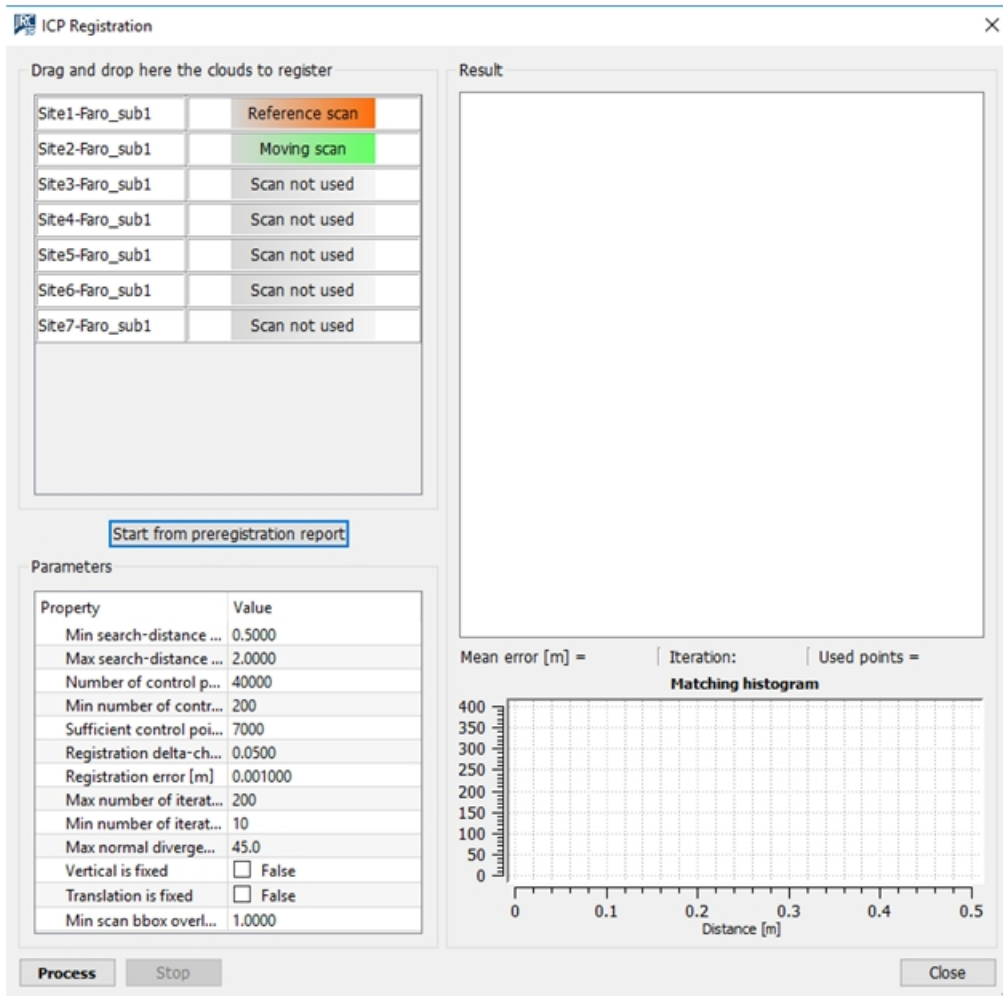 JRC 3D ICP Registration
Drag and drop here the clouds to register
Site1-Faro_sub1 Reference scan
Site2-Faro_sub1 Moving scan
Site3-Faro_sub1 Scan not used
Site4-Faro_sub1 Scan not used
Site5-Faro_sub1 Scan not used
Site6-Faro_sub1 Scan not used
Site7-Faro_sub1 Scan not used
Start from preregistration report
Parameters
Property Value
Min search-distance ... 0.5000
Max search-distance ... 2.0000
Number of control p... 40000
Min number of contr... 200
Sufficient control poi... 7000
Registration delta-ch... 0.0500
Registration error [m] 0.001000
Max number of iterat... 200
Min number of iterat... 10
Max normal diverge... 45.0
Vertical is fixed False
Translation is fixed False
Min scan bbox overl... 1.0000
Process Stop
Result
Mean error [m] = Iteration: Used points =
Matching histogram
400
350
300
250
200
150
100
50
0
0 0.1 0.2 0.3 0.4 0.5
Distance [m]
Close